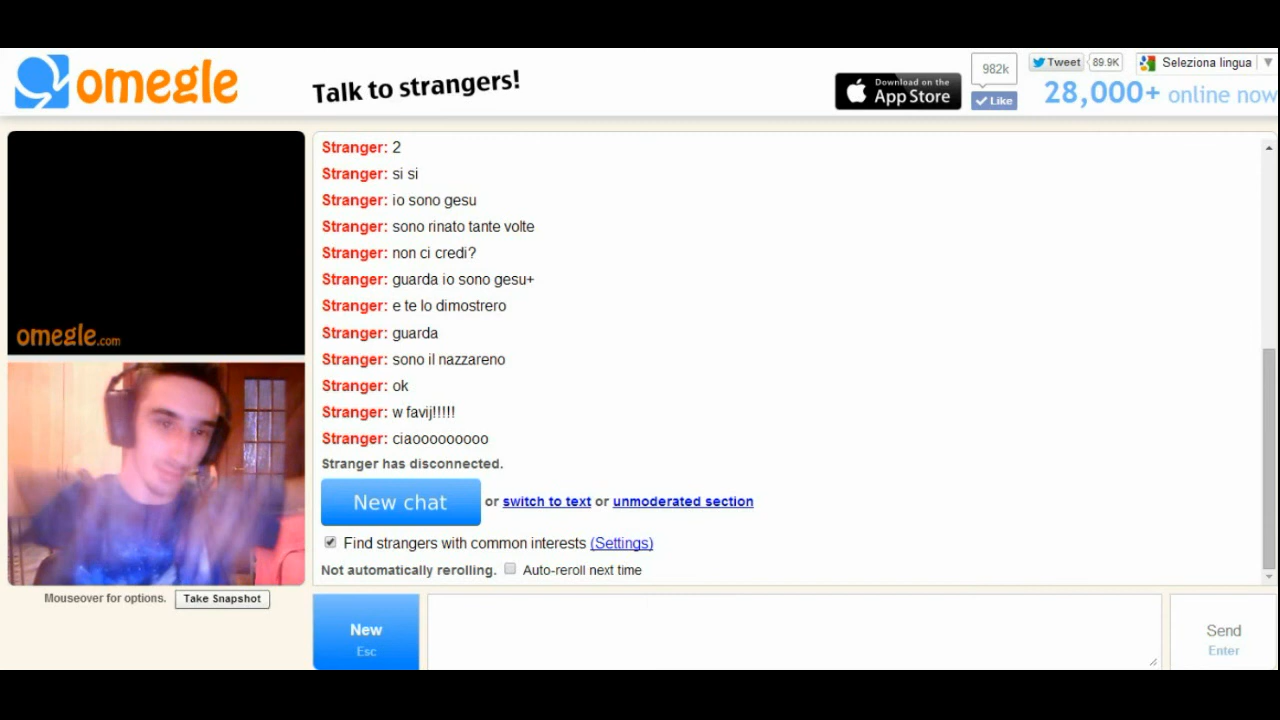 omegle
Talk to strangers!
Download on the
App Store
982k
Like
Tweet 89.9K
Seleziona lingua
28,000+ online now
omegle.com
Stranger: 2
Stranger: si si
Stranger: io sono gesu
Stranger: sono rinato tante volte
Stranger: non ci credi?
Stranger: guarda io sono gesu+
Stranger: e te lo dimostrero
Stranger: guarda
Stranger: sono il nazzareno
Stranger: ok
Stranger: w favij!!!!!
Stranger: ciaooooooooo
Stranger has disconnected.
New chat or switch to text or unmoderated section
Find strangers with common interests (Settings)
Not automatically rerolling. Auto-reroll next time
Mouseover for options. Take Snapshot
New
Esc
Send
Enter